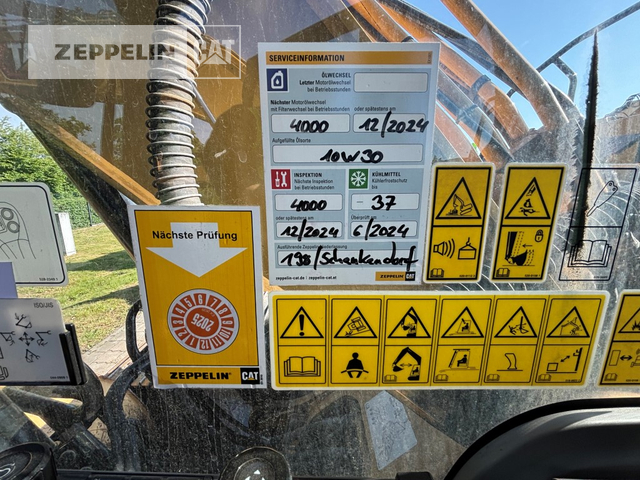 ZEPPELIN CAT
SERVICEINFORMATION
ÖLWECHSEL
Letzter Motorölwechsel
bei Betriebsstunden
Nächster Motorölwechsel
mit Filterwechsel bei Betriebsstunden
oder spätestens am
4000
12/2024
Aufgefüllte Ölsorte
10W30
INSPEKTION
Nächste Inspektion
bei Betriebsstunden
KÜHLMITTEL
Kühlerfrostschutz
bis
4000
- 37
oder spätestens am
Überprüft am
12/2024
6/2024
Ausführende Zeppelin Niederlassung
198/Schenkendorf
zeppelin-cat.de / zeppelin-cat.at
ZEPPELIN CAT
Nächste Prüfung
2025
ZEPPELIN CAT